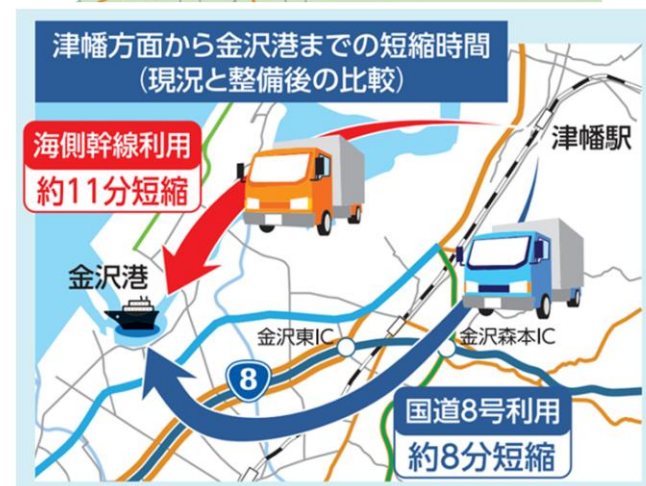 津幡方面から金沢港までの短縮時間
(現況と整備後の比較)
海側幹線利用
約11分短縮
津幡駅
金沢港
金沢東IC
金沢森本IC
8
国道8号利用
約8分短縮